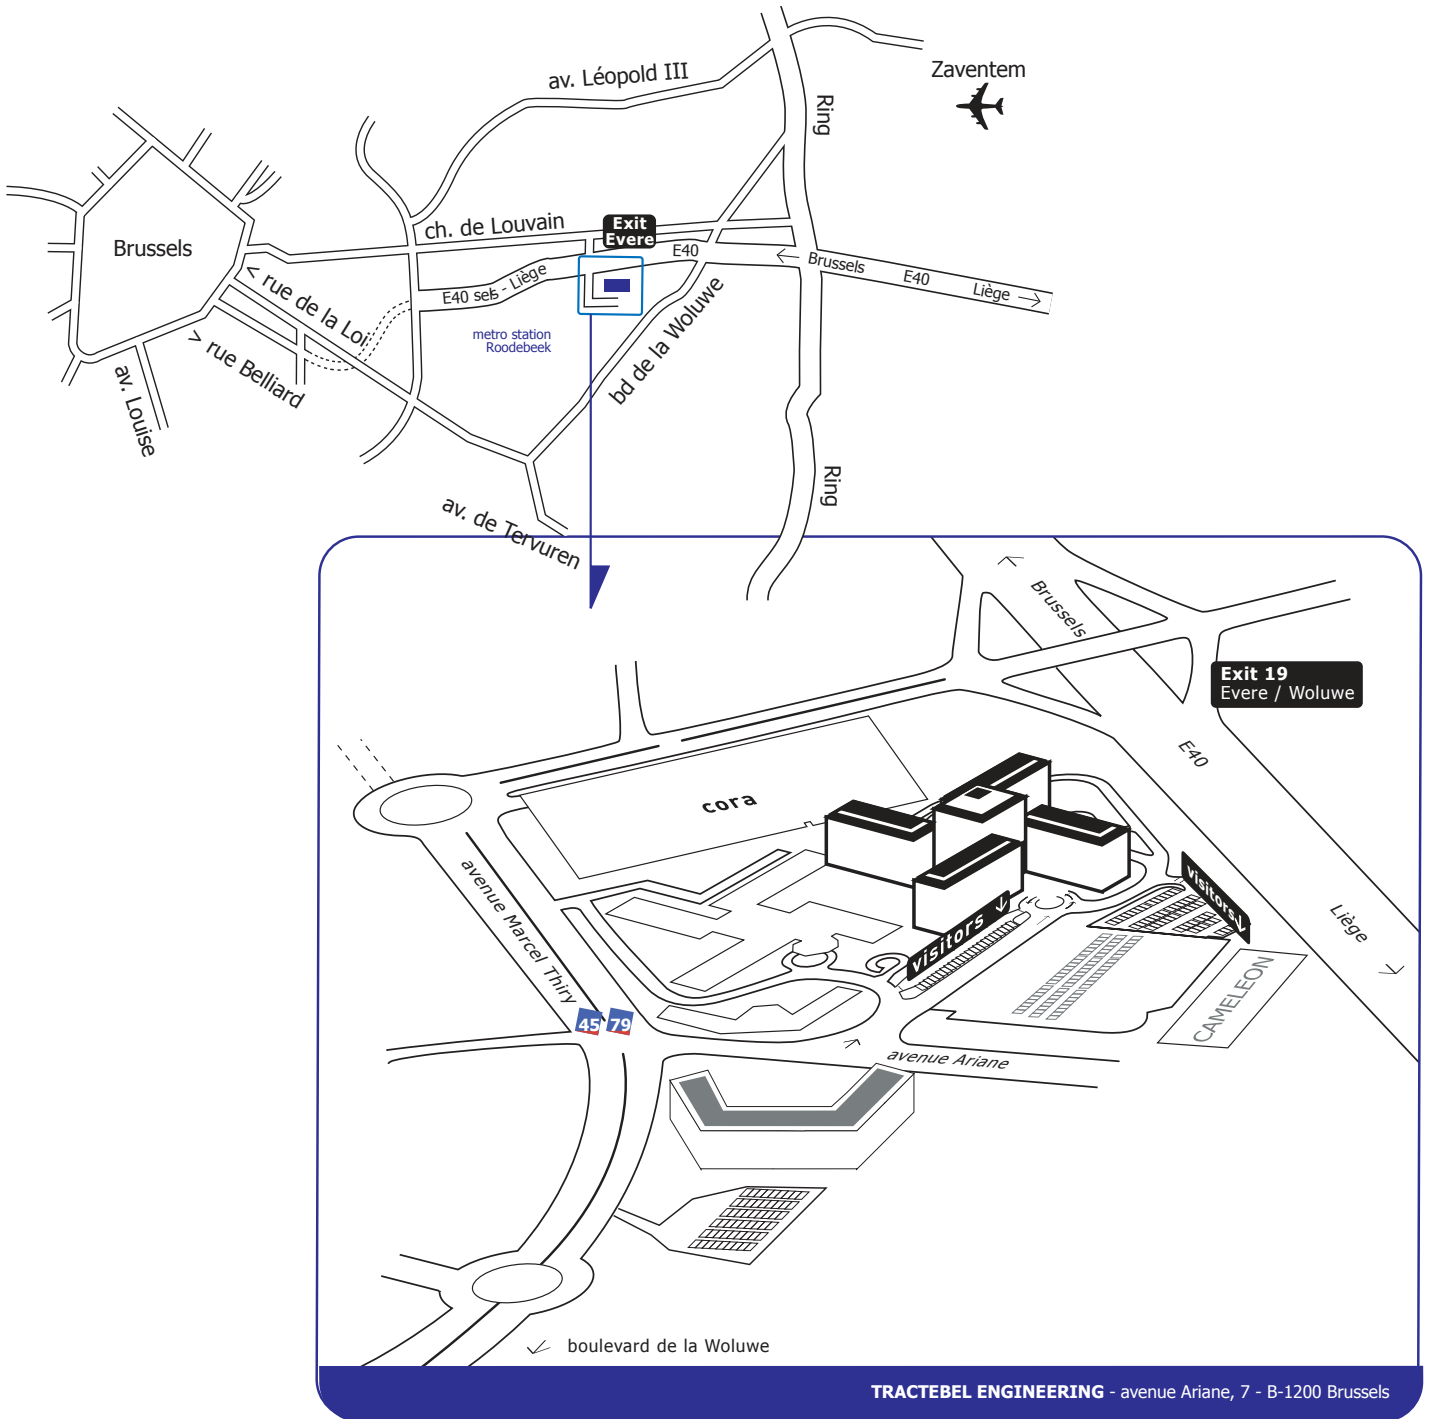 av. Léopold III
Zaventem
Ring
Brussels
ch. de Louvain
Exit
Evere
E40
< rue de la Loi
E40
- Liège
Brussels
E40
Liège
metro station
Roodebeek
> rue Belliard
bd de la Woluwe
av. Louise
Ring
av. de Tervuren
Brussels
Exit 19
Evere / Woluwe
E40
cora
avenue Marcel Thiry
visitors
visitors
Liège
CAMELEON
45
79
avenue Ariane
boulevard de la Woluwe
TRACTEBEL ENGINEERING - avenue Ariane, 7 - B-1200 Brussels